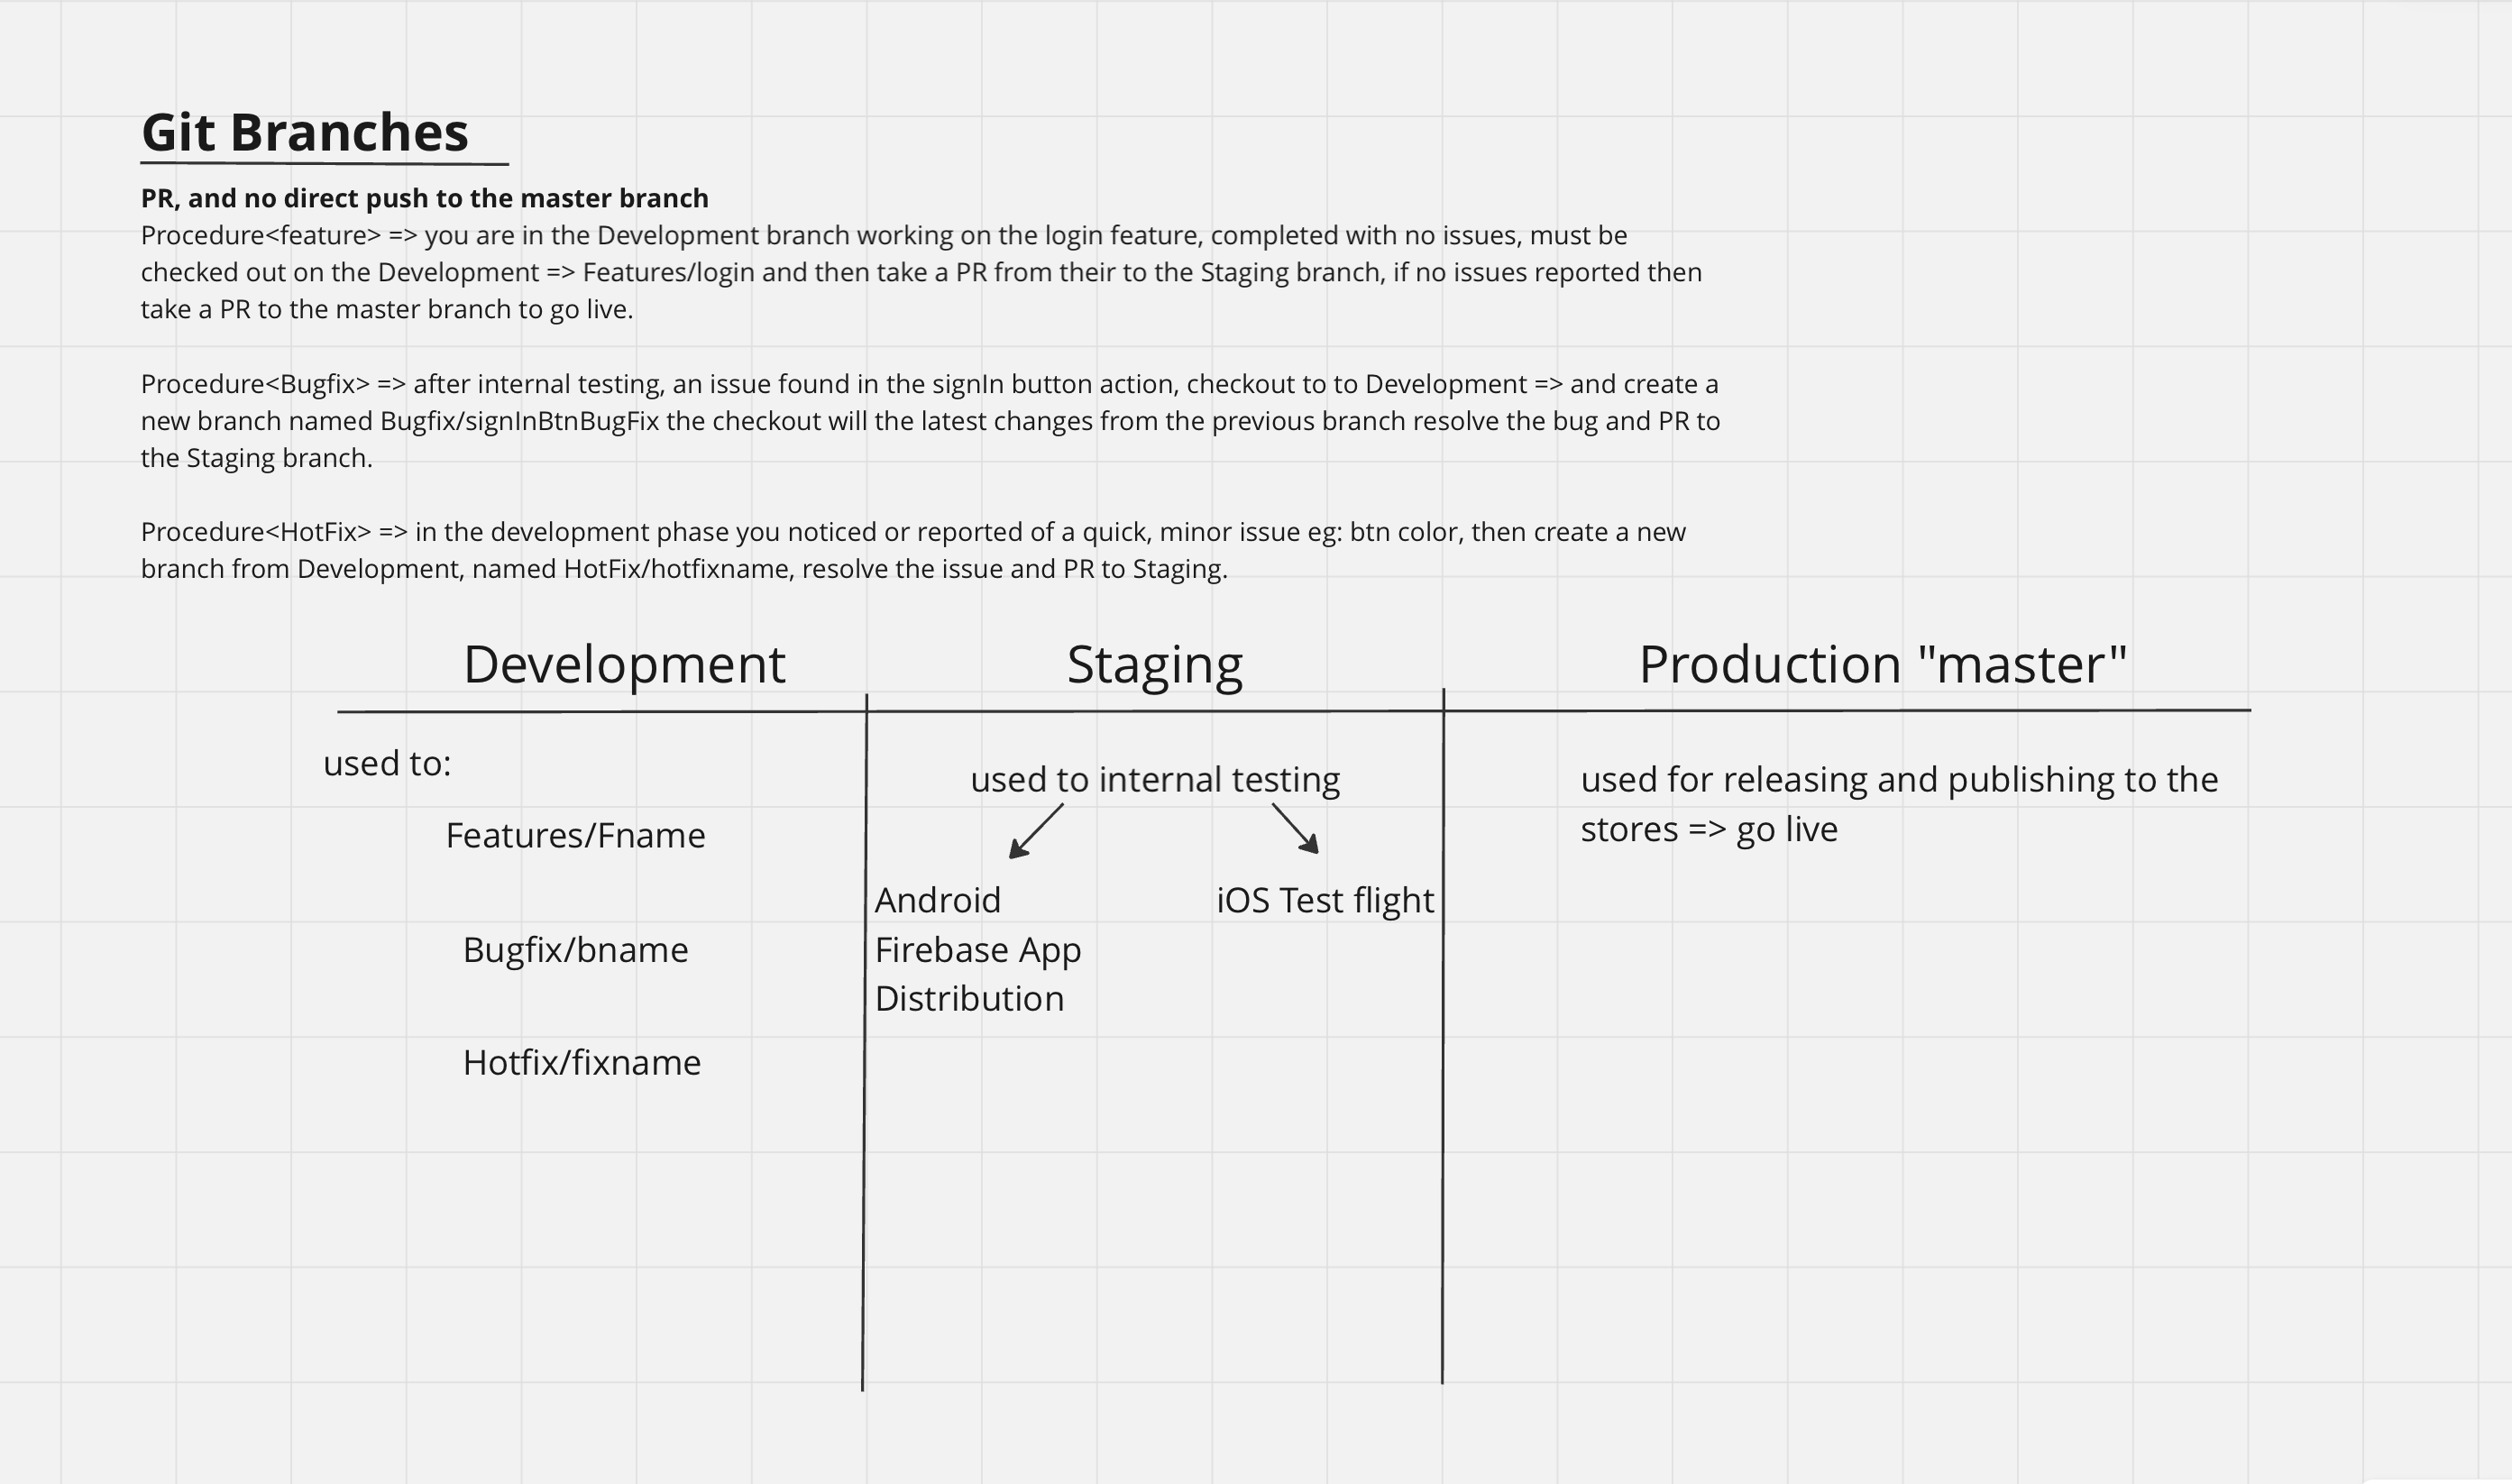 Git Branches
PR, and no direct push to the master branch
Procedure<feature> => you are in the Development branch working on the login feature, completed with no issues, must be
checked out on the Development => Features/login and then take a PR from their to the Staging branch, if no issues reported then
take a PR to the master branch to go live.
Procedure<Bugfix> => after internal testing, an issue found in the signIn button action, checkout to to Development => and create a
new branch named Bugfix/signInBtnBugFix the checkout will the latest changes from the previous branch resolve the bug and PR to
the Staging branch.
Procedure<HotFix> => in the development phase you noticed or reported of a quick, minor issue eg: btn color, then create a new
branch from Development, named HotFix/hotfixname, resolve the issue and PR to Staging.
Development
used to:
Features/Fname
Bugfix/bname
Hotfix/fixname
Staging
used to internal testing
Android
Firebase App
Distribution
iOS Test flight
Production "master"
used for releasing and publishing to the
stores => go live